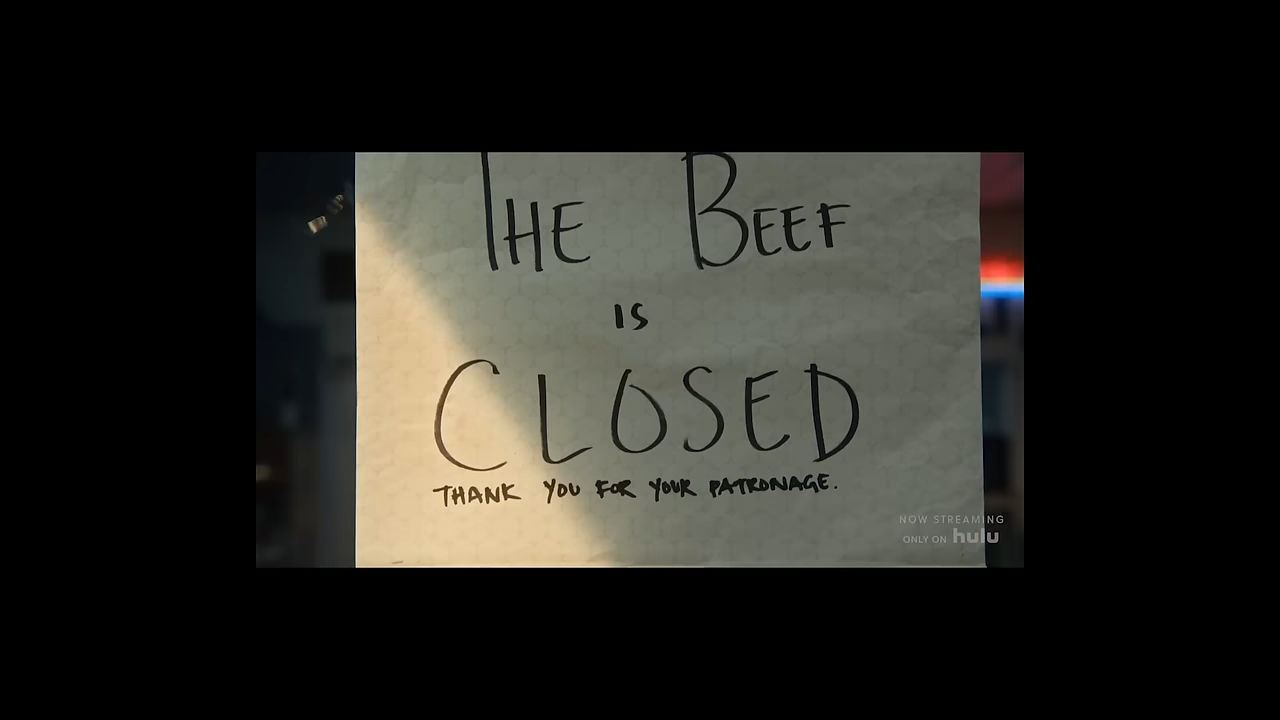 THE BEEF
IS
CLOSED
THANK YOU FOR YOUR PATRONAGE.
NOW STREAMING
ONLY ON hulu